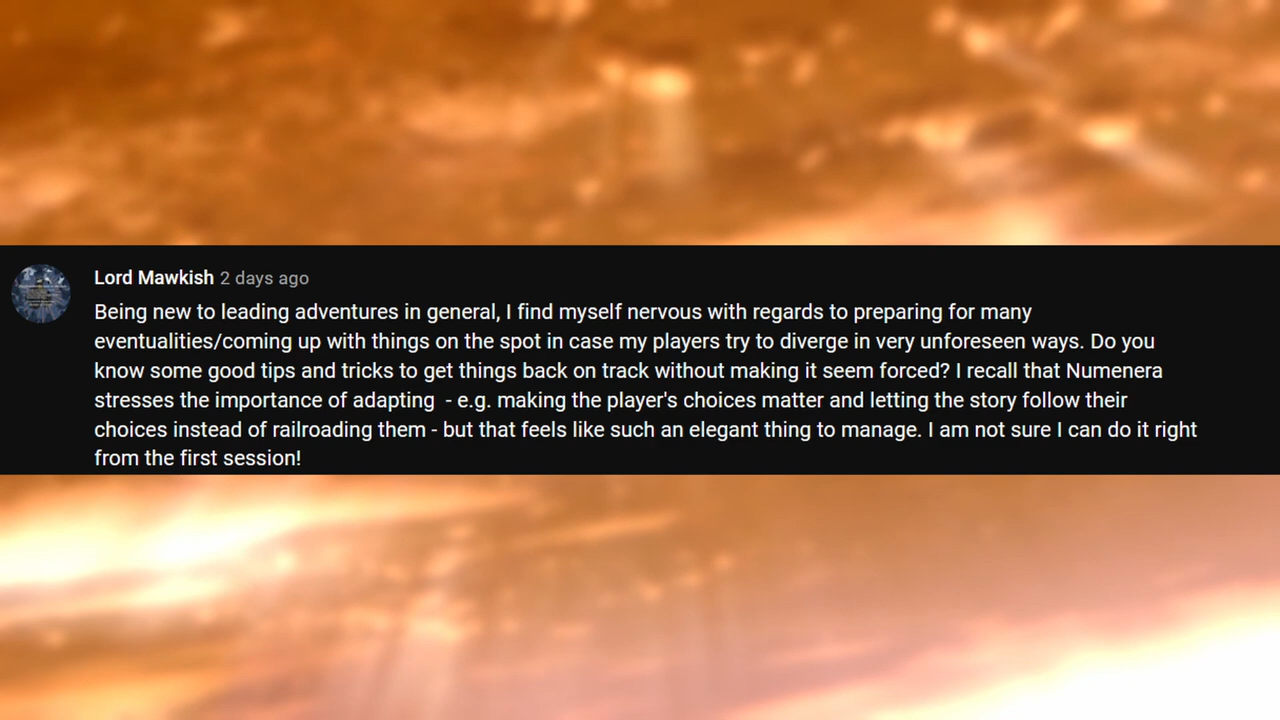 Lord Mawkish 2 days ago
Being new to leading adventures in general, I find myself nervous with regards to preparing for many
eventualities/coming up with things on the spot in case my players try to diverge in very unforeseen ways. Do you
know some good tips and tricks to get things back on track without making it seem forced? I recall that Numenera
stresses the importance of adapting  - e.g. making the player's choices matter and letting the story follow their
choices instead of railroading them - but that feels like such an elegant thing to manage. I am not sure I can do it right
from the first session!